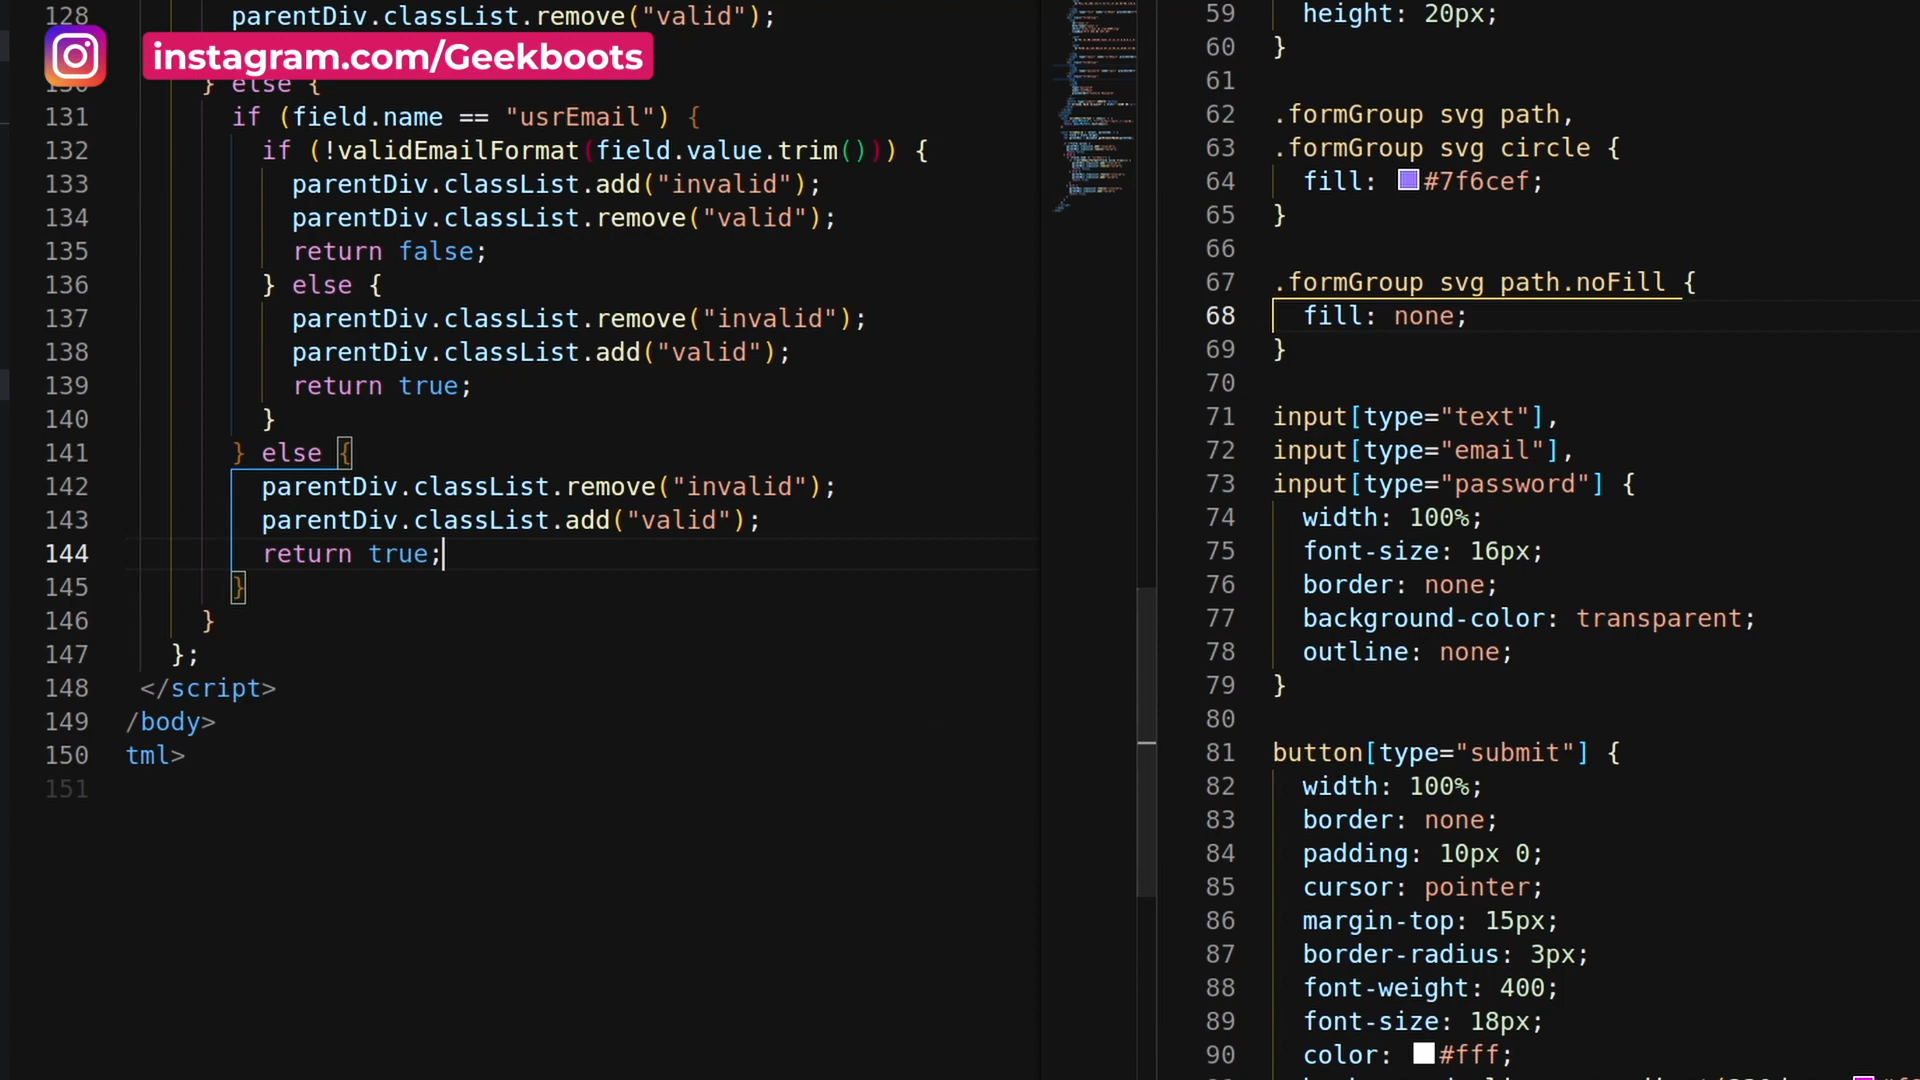 128 parentDiv.classList.remove("valid");
instagram.com/Geekboots
130 } else {
131 if (field.name == "usrEmail") {
132 if (!validEmailFormat(field.value.trim())) {
133 parentDiv.classList.add("invalid");
134 parentDiv.classList.remove("valid");
135 return false;
136 } else {
137 parentDiv.classList.remove("invalid");
138 parentDiv.classList.add("valid");
139 return true;
140 }
141 } else {
142 parentDiv.classList.remove("invalid");
143 parentDiv.classList.add("valid");
144 return true;
145 }
146 }
147 };
148 </script>
149 /body>
150 tml>
151
59 height: 20px;
60 }
61
62 .formGroup svg path,
63 .formGroup svg circle {
64 fill: #7f6cef;
65 }
66
67 .formGroup svg path.noFill {
68 fill: none;
69 }
70
71 input[type="text"],
72 input[type="email"],
73 input[type="password"] {
74 width: 100%;
75 font-size: 16px;
76 border: none;
77 background-color: transparent;
78 outline: none;
79 }
80
81 button[type="submit"] {
82 width: 100%;
83 border: none;
84 padding: 10px 0;
85 cursor: pointer;
86 margin-top: 15px;
87 border-radius: 3px;
88 font-weight: 400;
89 font-size: 18px;
90 color: #fff;